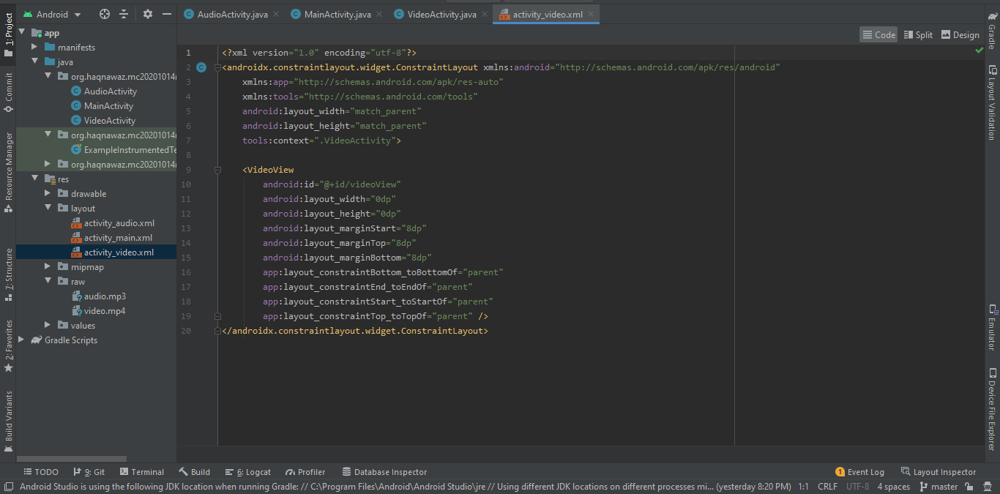 Android
AudioActivity.java
MainActivity.java
VideoActivity.java
activity_video.xml
Code
Split
Design
1: Project
Commit
Resource Manager
7: Structure
2: Favorites
Build Variants
app
manifests
java
org.haqnawaz.mc20201014
AudioActivity
MainActivity
VideoActivity
org.haqnawaz.mc20201014
ExampleInstrumentedTe
org.haqnawaz.mc20201014
res
drawable
layout
activity_audio.xml
activity_main.xml
activity_video.xml
mipmap
raw
audio.mp3
video.mp4
values
Gradle Scripts
1 <?xml version="1.0" encoding="utf-8"?>
2 <androidx.constraintlayout.widget.ConstraintLayout xmlns:android="http://schemas.android.com/apk/res/android"
3 xmlns:app="http://schemas.android.com/apk/res-auto"
4 xmlns:tools="http://schemas.android.com/tools"
5 android:layout_width="match_parent"
6 android:layout_height="match_parent"
7 tools:context=".VideoActivity">
8
9 <VideoView
10 android:id="@+id/videoView"
11 android:layout_width="0dp"
12 android:layout_height="0dp"
13 android:layout_marginStart="8dp"
14 android:layout_marginTop="8dp"
15 android:layout_marginBottom="8dp"
16 app:layout_constraintBottom_toBottomOf="parent"
17 app:layout_constraintEnd_toEndOf="parent"
18 app:layout_constraintStart_toStartOf="parent"
19 app:layout_constraintTop_toTopOf="parent" />
20 </androidx.constraintlayout.widget.ConstraintLayout>
Gradle
Layout Validation
Emulator
Device File Explorer
TODO
9: Git
Terminal
Build
6: Logcat
Profiler
Database Inspector
1 Event Log
Layout Inspector
Android Studio is using the following JDK location when running Gradle: // C:\Program Files\Android\Android Studio\jre // Using different JDK locations on different processes mi... (yesterday 8:20 PM)
1:1
CRLF
UTF-8
4 spaces
master